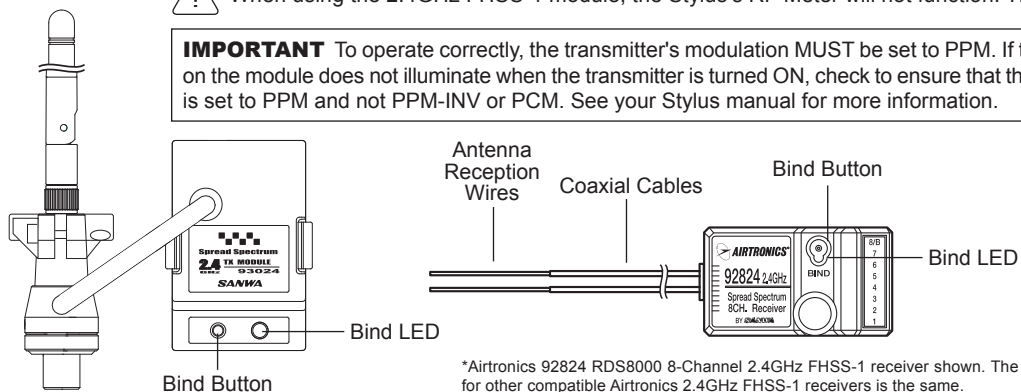 When using the 2.4GHz FHSS-1 module, the Stylus's RF Meter will not function.
IMPORTANT To operate correctly, the transmitter's modulation MUST be set to PPM. If
on the module does not illuminate when the transmitter is turned ON, check to ensure that
is set to PPM and not PPM-INV or PCM. See your Stylus manual for more information.
Antenna
Reception
Wires
Coaxial Cables
Bind Button
Spread Spectrum
2.4 GHz TX MODULE
93024
SANWA
AIRTRONICS
92824 2.4GHz
Spread Spectrum
8CH. Receiver
BY SANWA
BIND
8/B
7
6
5
4
3
2
1
Bind LED
Bind LED
Bind Button
*Airtronics 92824 RDS8000 8-Channel 2.4GHz FHSS-1 receiver shown. The
for other compatible Airtronics 2.4GHz FHSS-1 receivers is the same.